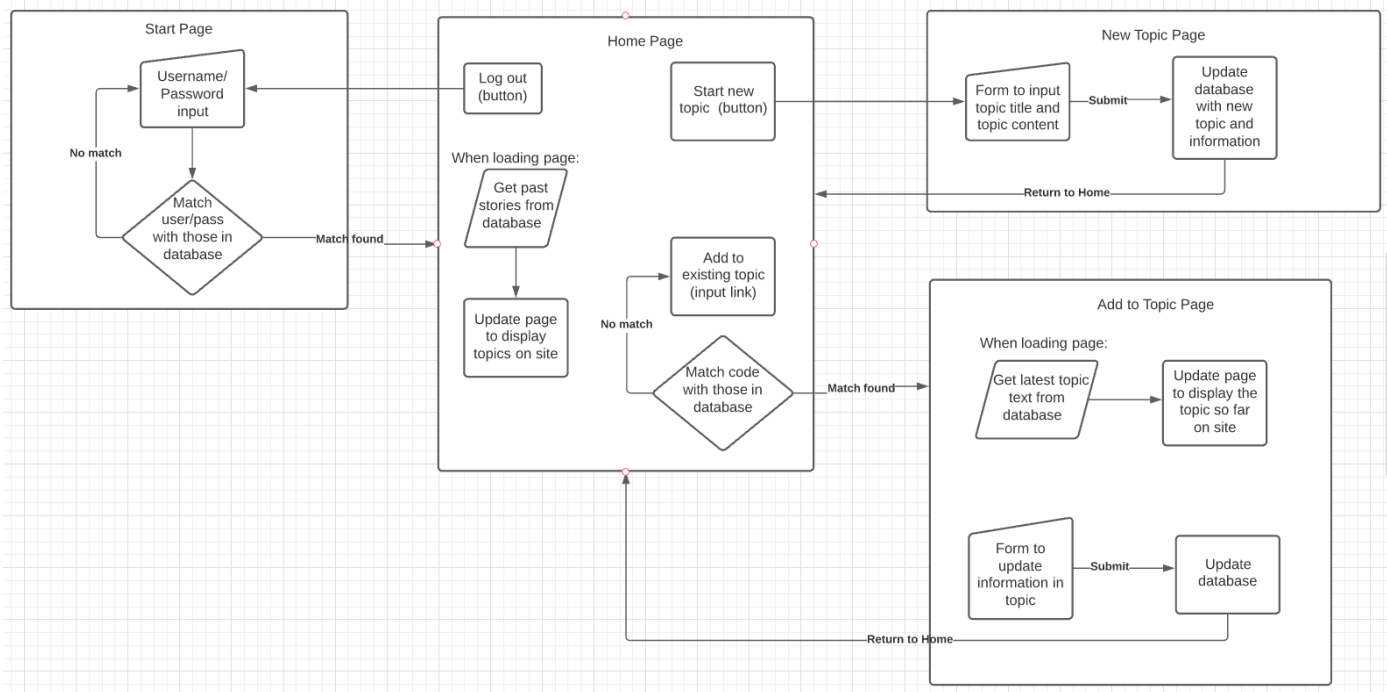 Start Page
Username/
Password
input
No match
Match
user/pass
with those in
database
Match found
Home Page
Log out
(button)
Start new
topic (button)
When loading page:
Get past
stories from
database
Update page
to display
topics on site
Add to
existing topic
(input link)
No match
Match code
with those in
database
Match found
New Topic Page
Form to input
topic title and
topic content
Submit
Update
database
with new
topic and
information
Return to Home
Add to Topic Page
When loading page:
Get latest topic
text from
database
Update page
to display the
topic so far
on site
Form to
update
information in
topic
Submit
Update
database
Return to Home